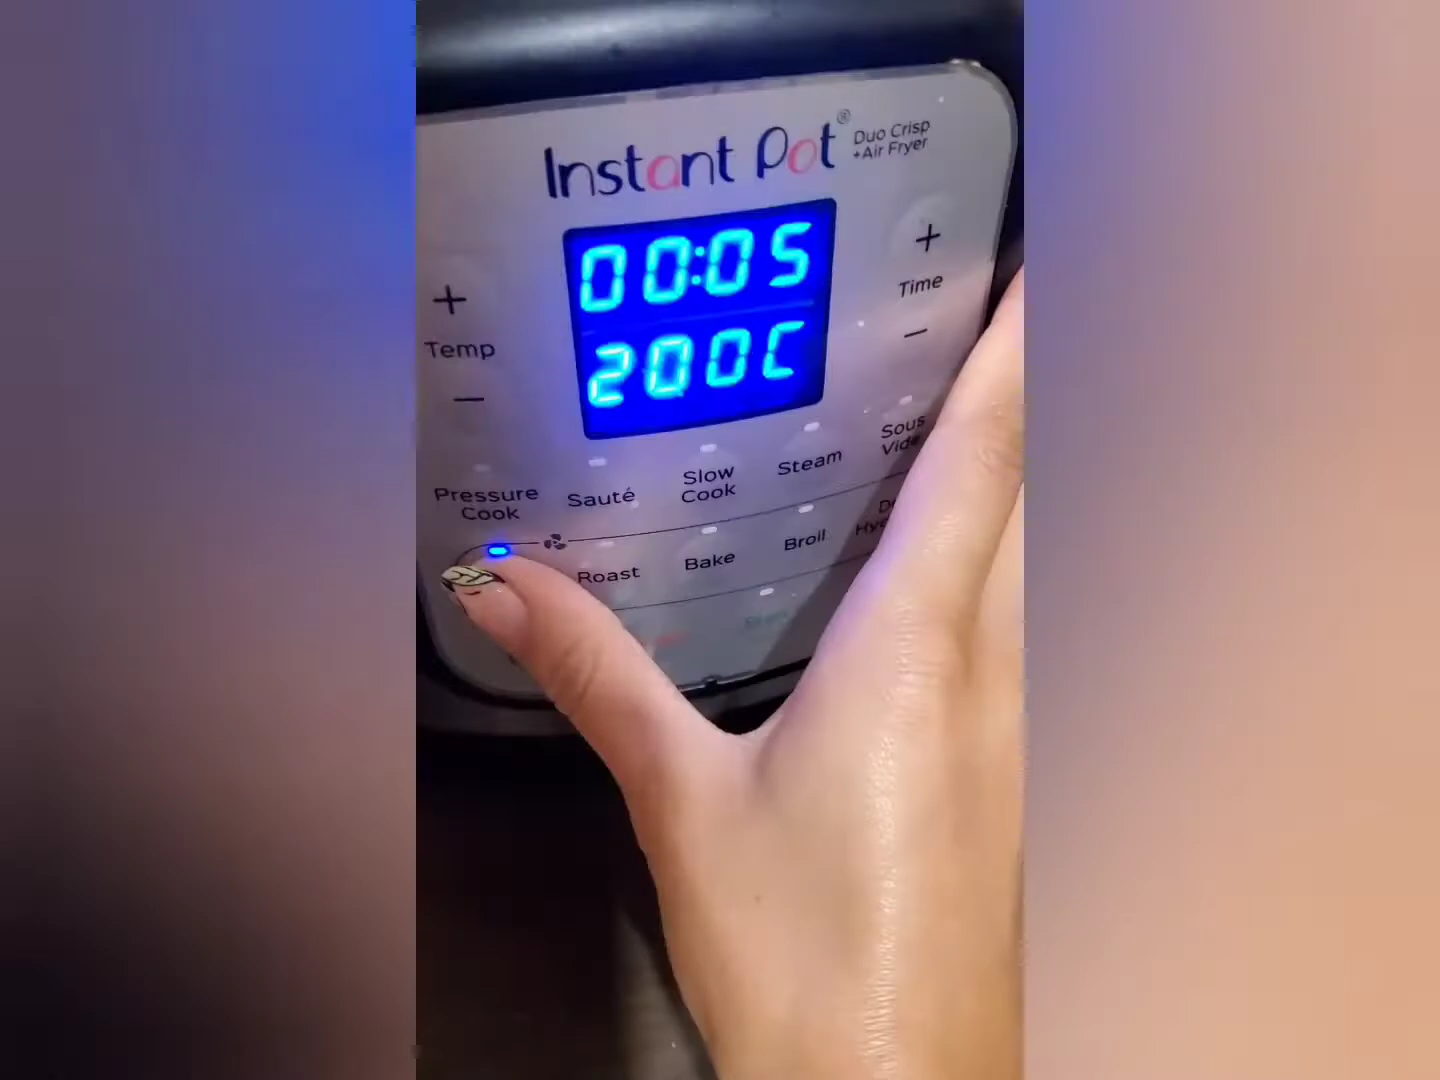 Instant Pot®
Duo Crisp
+Air Fryer
00:05
200C
+
Temp
−
+
Time
−
Pressure
Cook
Sauté
Slow
Cook
Steam
Sous
Vide
Roast
Bake
Broil